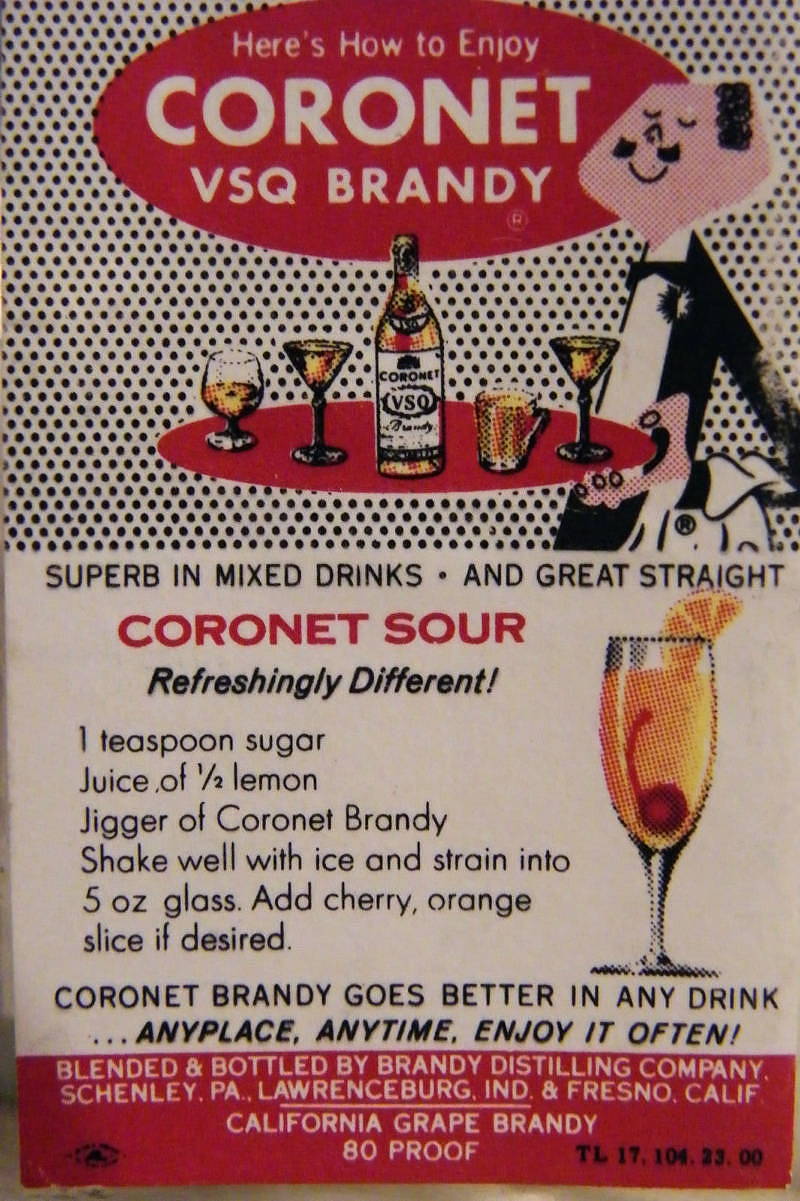 Here's How to Enjoy
CORONET
VSQ BRANDY
®
CORONET
VSQ
Brandy
®
SUPERB IN MIXED DRINKS • AND GREAT STRAIGHT
CORONET SOUR
Refreshingly Different!
1 teaspoon sugar
Juice of ½ lemon
Jigger of Coronet Brandy
Shake well with ice and strain into
5 oz glass. Add cherry, orange
slice if desired.
CORONET BRANDY GOES BETTER IN ANY DRINK
...ANYPLACE, ANYTIME, ENJOY IT OFTEN!
BLENDED & BOTTLED BY BRANDY DISTILLING COMPANY,
SCHENLEY, PA., LAWRENCEBURG, IND. & FRESNO, CALIF.
CALIFORNIA GRAPE BRANDY
80 PROOF
TL 17. 104. 23. 00